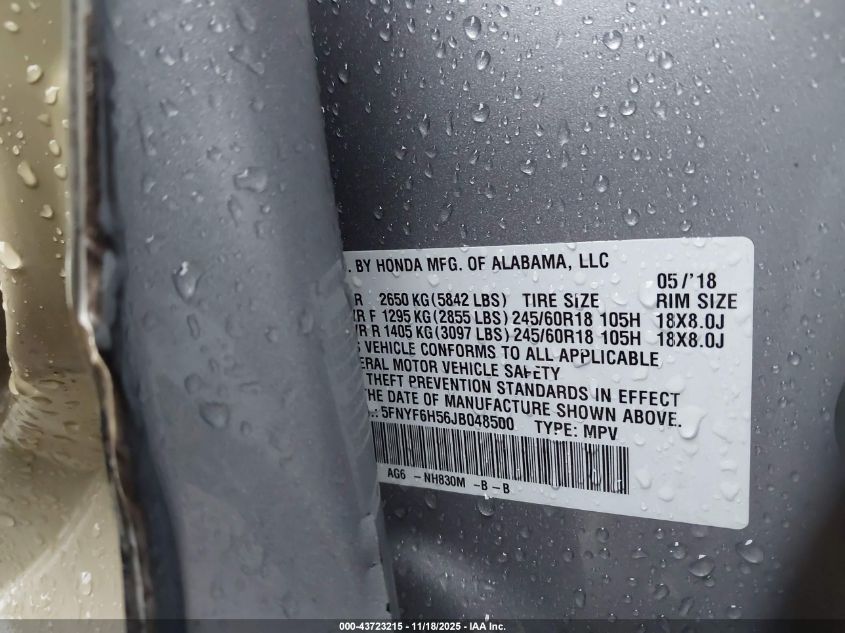 . BY HONDA MFG. OF ALABAMA, LLC
05/'18
R 2650 KG(5842 LBS) TIRE SIZE RIM SIZE
R F 1295 KG(2855 LBS) 245/60R18 105H 18X8.0J
R R 1405 KG(3097 LBS) 245/60R18 105H 18X8.0J
S VEHICLE CONFORMS TO ALL APPLICABLE
ERAL MOTOR VEHICLE SAFETY
THEFT PREVENTION STANDARDS IN EFFECT
THE DATE OF MANUFACTURE SHOWN ABOVE.
.: 5FNYF6H56JB048500 TYPE: MPV
AG6 - NH830M - B - B
000-43723215 - 11/18/2025 - IAA Inc.